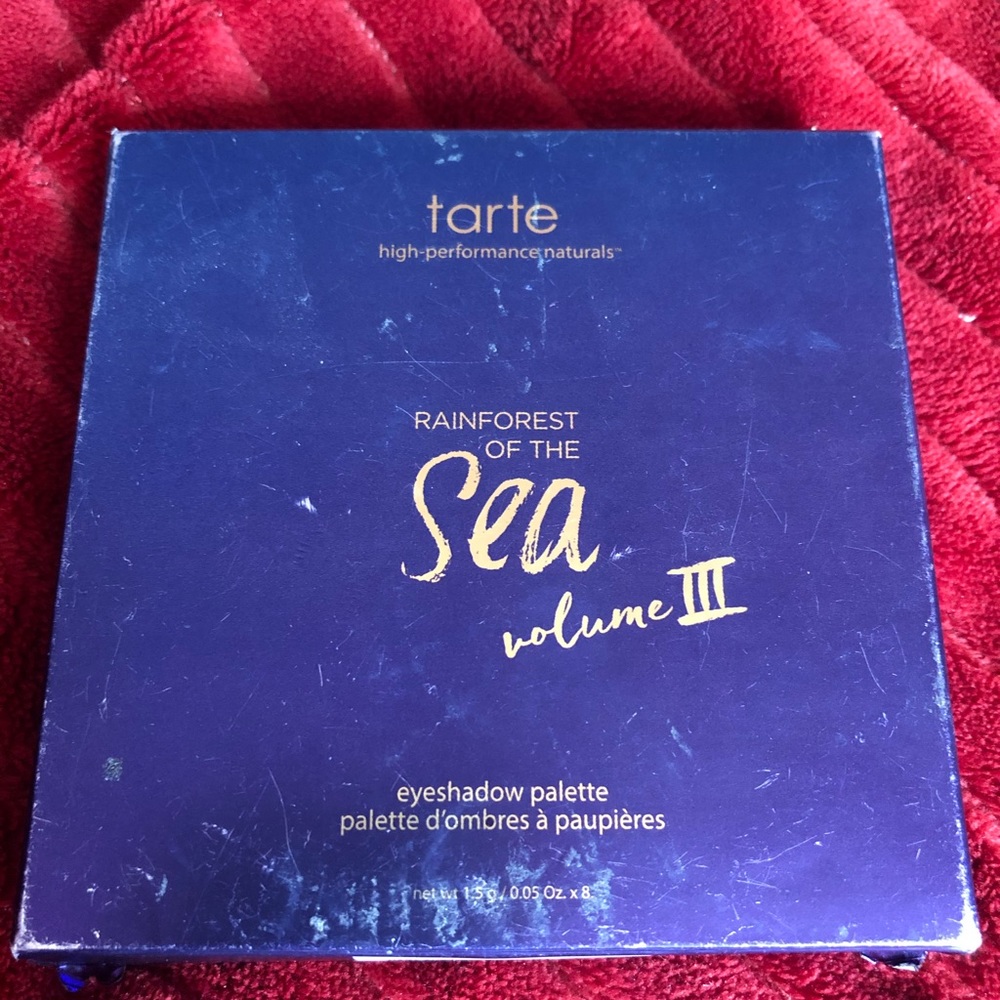 tarte
high-performance naturals™
RAINFOREST
OF THE
Sea
volume III
eyeshadow palette
palette d'ombres à paupières
net wt 1.5 g / 0.05 Oz. x 8